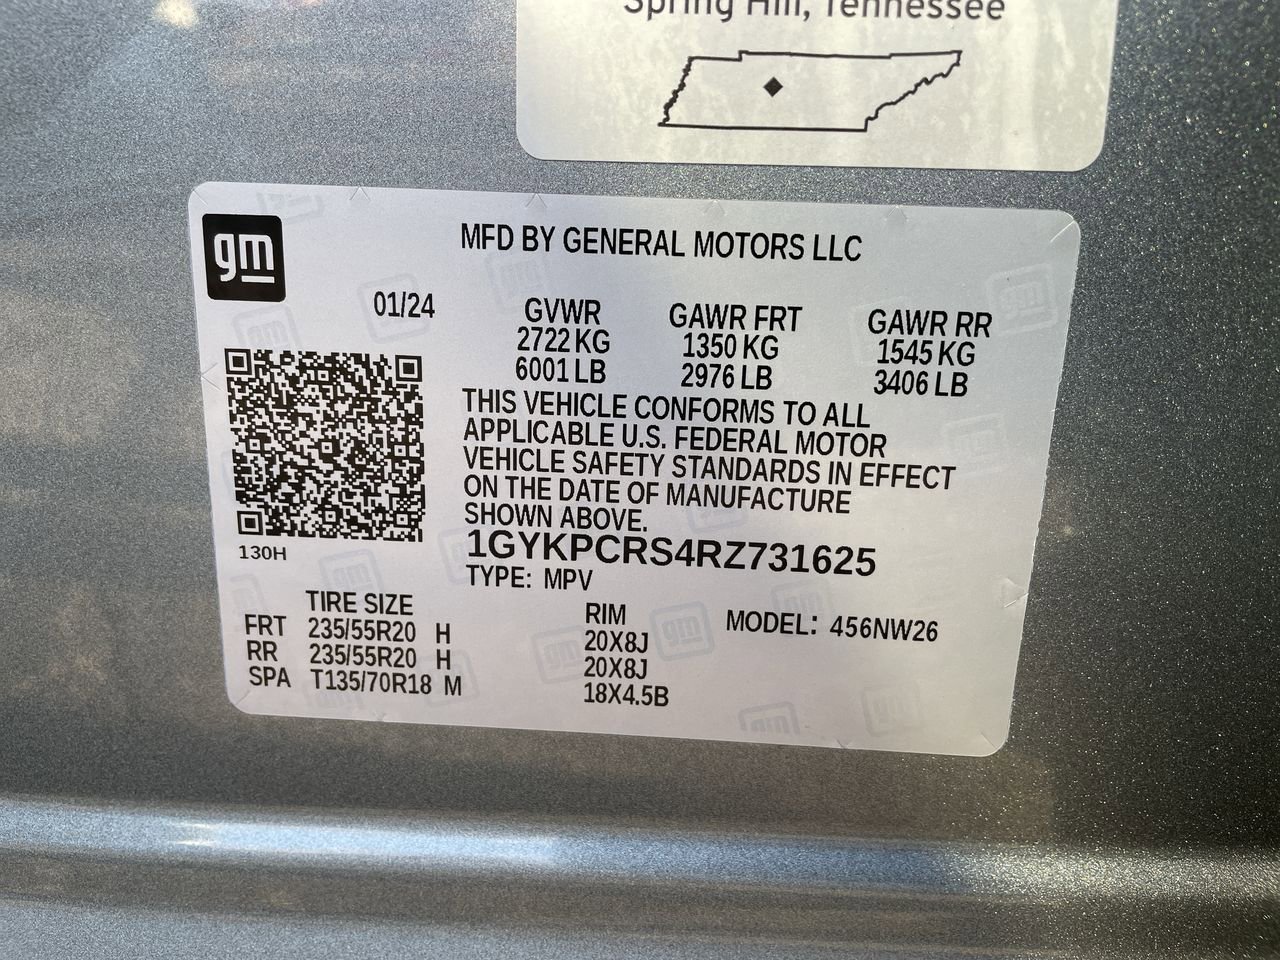 Spring Hill, Tennessee
gm
MFD BY GENERAL MOTORS LLC
01/24 GVWR GAWR FRT GAWR RR
2722 KG 1350 KG 1545 KG
6001 LB 2976 LB 3406 LB
THIS VEHICLE CONFORMS TO ALL
APPLICABLE U.S. FEDERAL MOTOR
VEHICLE SAFETY STANDARDS IN EFFECT
ON THE DATE OF MANUFACTURE
SHOWN ABOVE.
130H
1GYKPCRS4RZ731625
TYPE: MPV
TIRE SIZE RIM MODEL: 456NW26
FRT 235/55R20 H 20X8J
RR 235/55R20 H 20X8J
SPA T135/70R18 M 18X4.5B